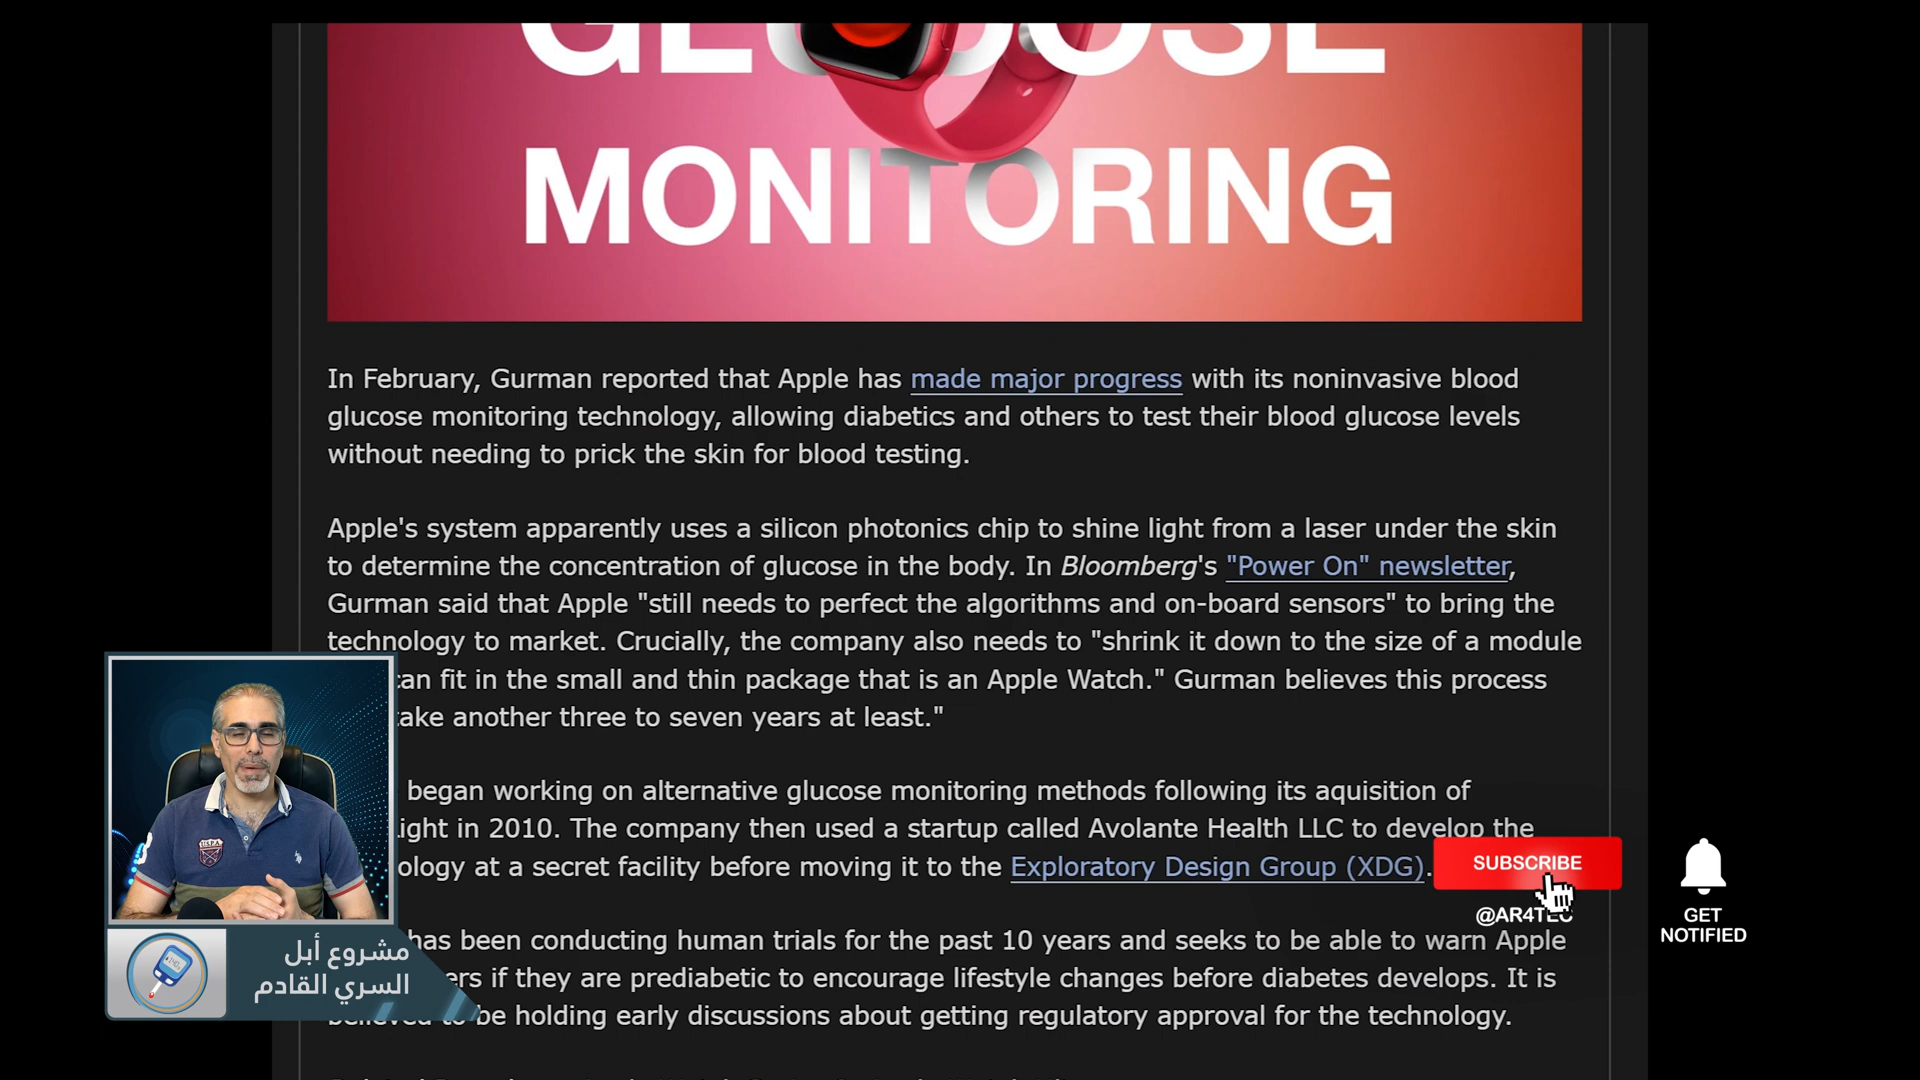 GLUCOSE
MONITORING
In February, Gurman reported that Apple has made major progress with its noninvasive blood
glucose monitoring technology, allowing diabetics and others to test their blood glucose levels
without needing to prick the skin for blood testing.
Apple's system apparently uses a silicon photonics chip to shine light from a laser under the skin
to determine the concentration of glucose in the body. In Bloomberg's "Power On" newsletter,
Gurman said that Apple "still needs to perfect the algorithms and on-board sensors" to bring the
technology to market. Crucially, the company also needs to "shrink it down to the size of a module
can fit in the small and thin package that is an Apple Watch." Gurman believes this process
take another three to seven years at least."
began working on alternative glucose monitoring methods following its aquisition of
ight in 2010. The company then used a startup called Avolante Health LLC to develop the
ology at a secret facility before moving it to the Exploratory Design Group (XDG).
has been conducting human trials for the past 10 years and seeks to be able to warn Apple
ers if they are prediabetic to encourage lifestyle changes before diabetes develops. It is
believed to be holding early discussions about getting regulatory approval for the technology.
SUBSCRIBE
@AR4TEC
GET
NOTIFIED
مشروع أبل
السري القادم